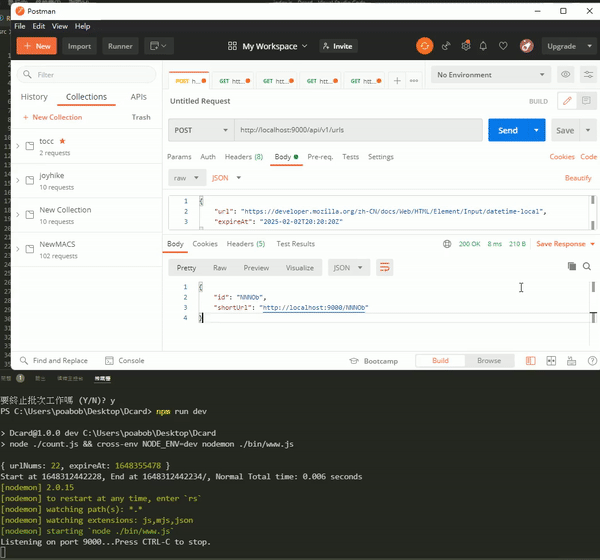 Postman
File Edit View Help
New Import Runner My Workspace Invite Upgrade
Filter
History Collections APIs
+ New Collection Trash
tocc
2 requests
joyhike
10 requests
New Collection
10 requests
NewMACS
102 requests
POST h... GET htt... GET htt... GET htt... GET htt... + ...
No Environment
Untitled Request BUILD
POST http://localhost:9000/api/v1/urls Send Save
Params Auth Headers (8) Body Pre-req. Tests Settings Cookies Code
raw JSON Beautify
1 {
2 "url": "https://developer.mozilla.org/zh-CN/docs/Web/HTML/Element/Input/datetime-local",
3 "expireAt": "2025-02-02T20:20:20Z"
Body Cookies Headers (5) Test Results 200 OK 8 ms 210 B Save Response
Pretty Raw Preview Visualize JSON
1 {
2 "id": "NNNOb",
3 "shortUrl": "http://localhost:9000/NNNOb"
4 }
Find and Replace Console Bootcamp Build Browse
要終止批次工作嗎 (Y/N)? y
PS C:\Users\poabob\Desktop\Dcard> npm run dev
> Dcard@1.0.0 dev C:\Users\poabob\Desktop\Dcard
> node ./count.js && cross-env NODE_ENV=dev nodemon ./bin/www.js
{ urlNums: 22, expireAt: 1648355478 }
Start at 1648312442228, End at 1648312442234/, Normal Total time: 0.006 seconds
[nodemon] 2.0.15
[nodemon] to restart at any time, enter `rs`
[nodemon] watching path(s): *.*
[nodemon] watching extensions: js,mjs,json
[nodemon] starting `node ./bin/www.js`
Listening on port 9000...Press CTRL-C to stop.